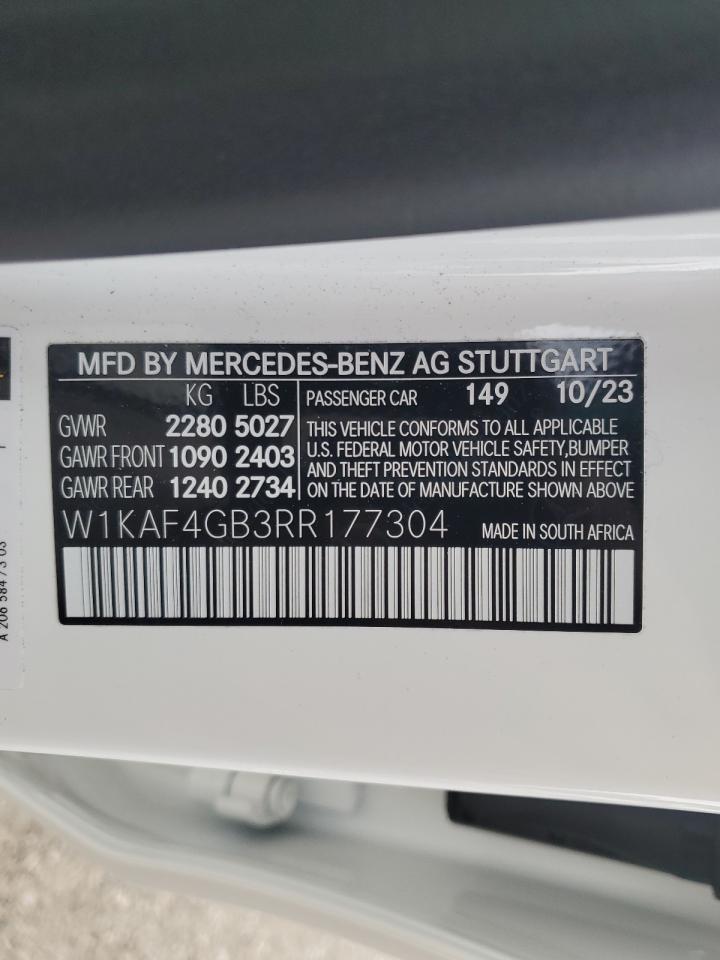 MFD BY MERCEDES-BENZ AG STUTTGART
KG LBS
GVWR 2280 5027
GAWR FRONT 1090 2403
GAWR REAR 1240 2734
PASSENGER CAR 149 10/23
THIS VEHICLE CONFORMS TO ALL APPLICABLE
U.S. FEDERAL MOTOR VEHICLE SAFETY,BUMPER
AND THEFT PREVENTION STANDARDS IN EFFECT
ON THE DATE OF MANUFACTURE SHOWN ABOVE
W1KAF4GB3RR177304 MADE IN SOUTH AFRICA
A 206 584